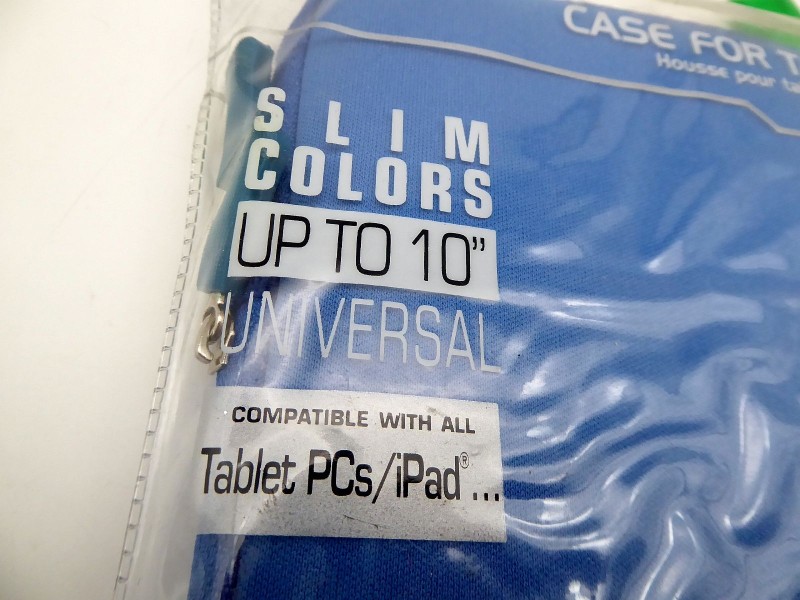 CASE FOR
Housse pour
SLIM
COLORS
UP TO 10"
UNIVERSAL
COMPATIBLE WITH ALL
Tablet PCs/iPad® ...